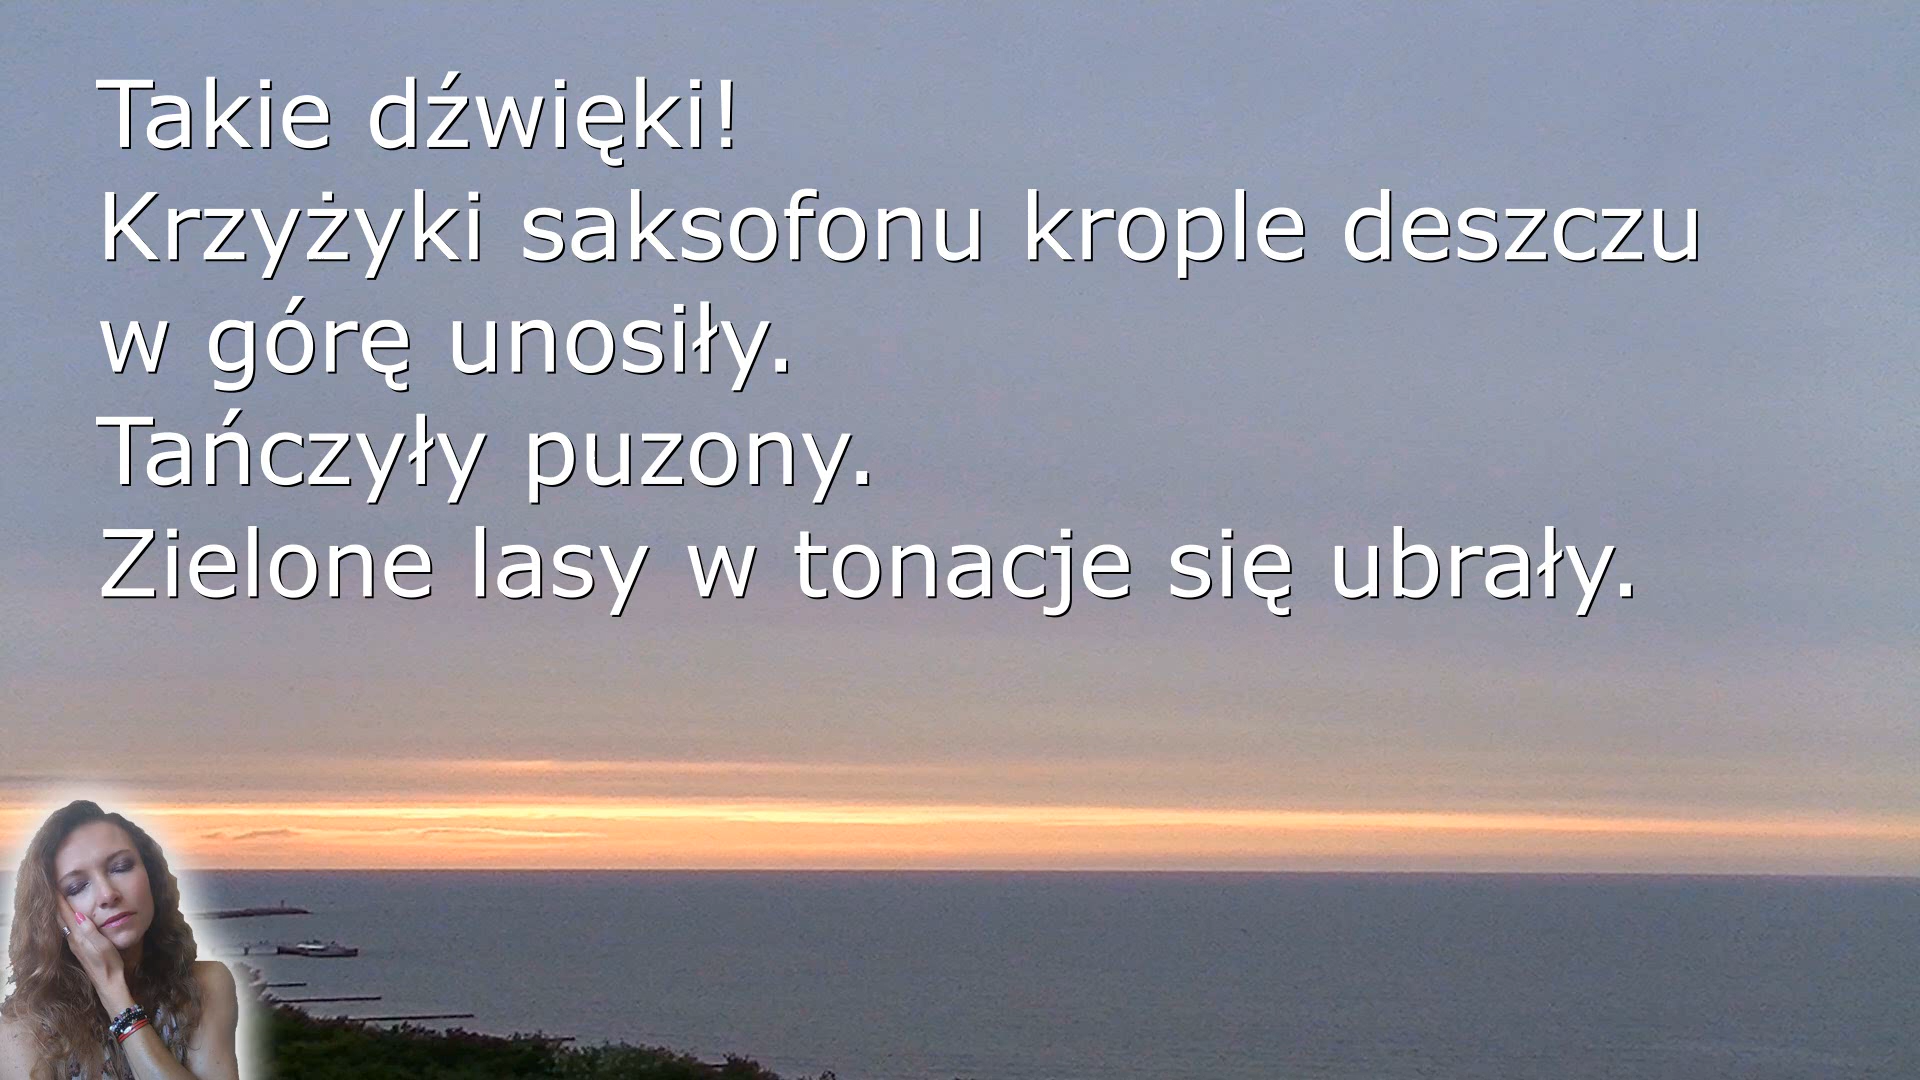 Takie dźwięki!
Krzyżyki saksofonu krople deszczu
w górę unosiły.
Tańczyły puzony.
Zielone lasy w tonacje się ubrały.